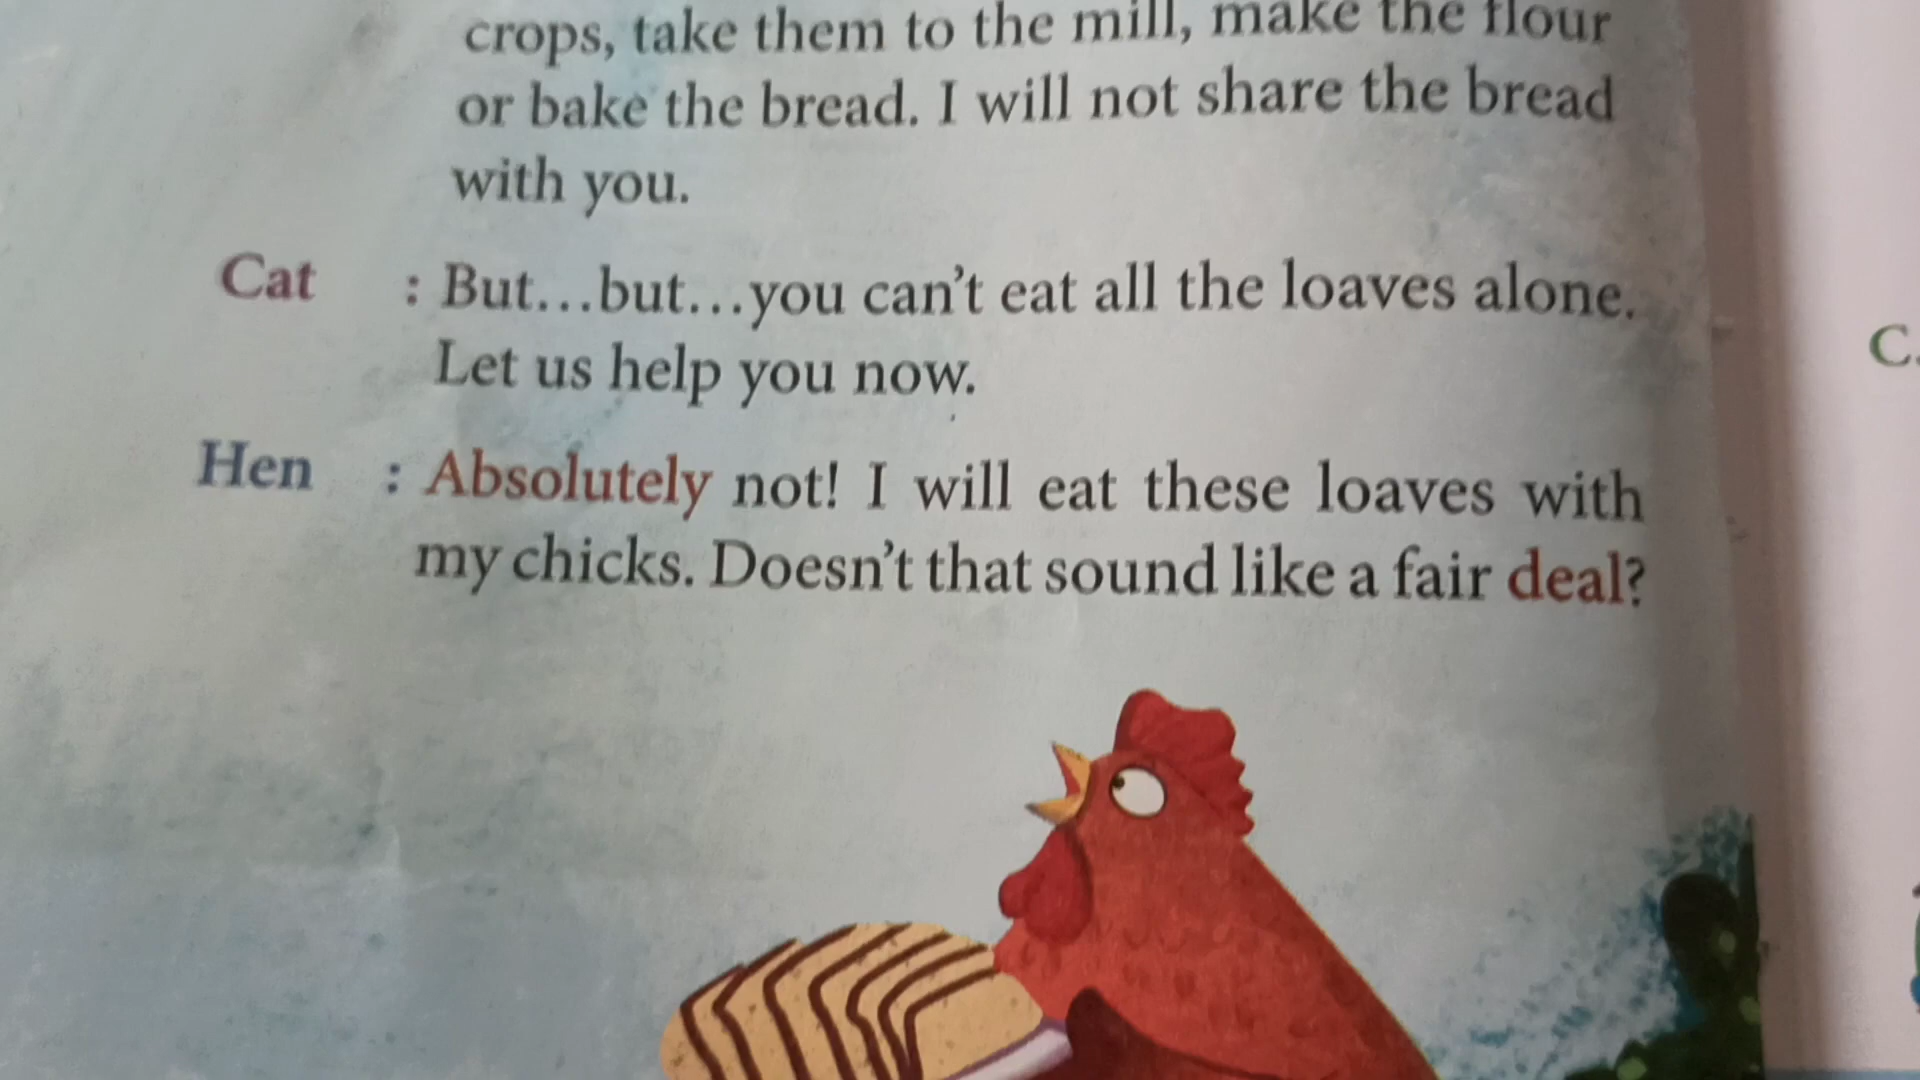 crops, take them to the mill, make the flour
or bake the bread. I will not share the bread
with you.
Cat : But...but...you can't eat all the loaves alone.
Let us help you now.
Hen : Absolutely not! I will eat these loaves with
my chicks. Doesn't that sound like a fair deal?
C.